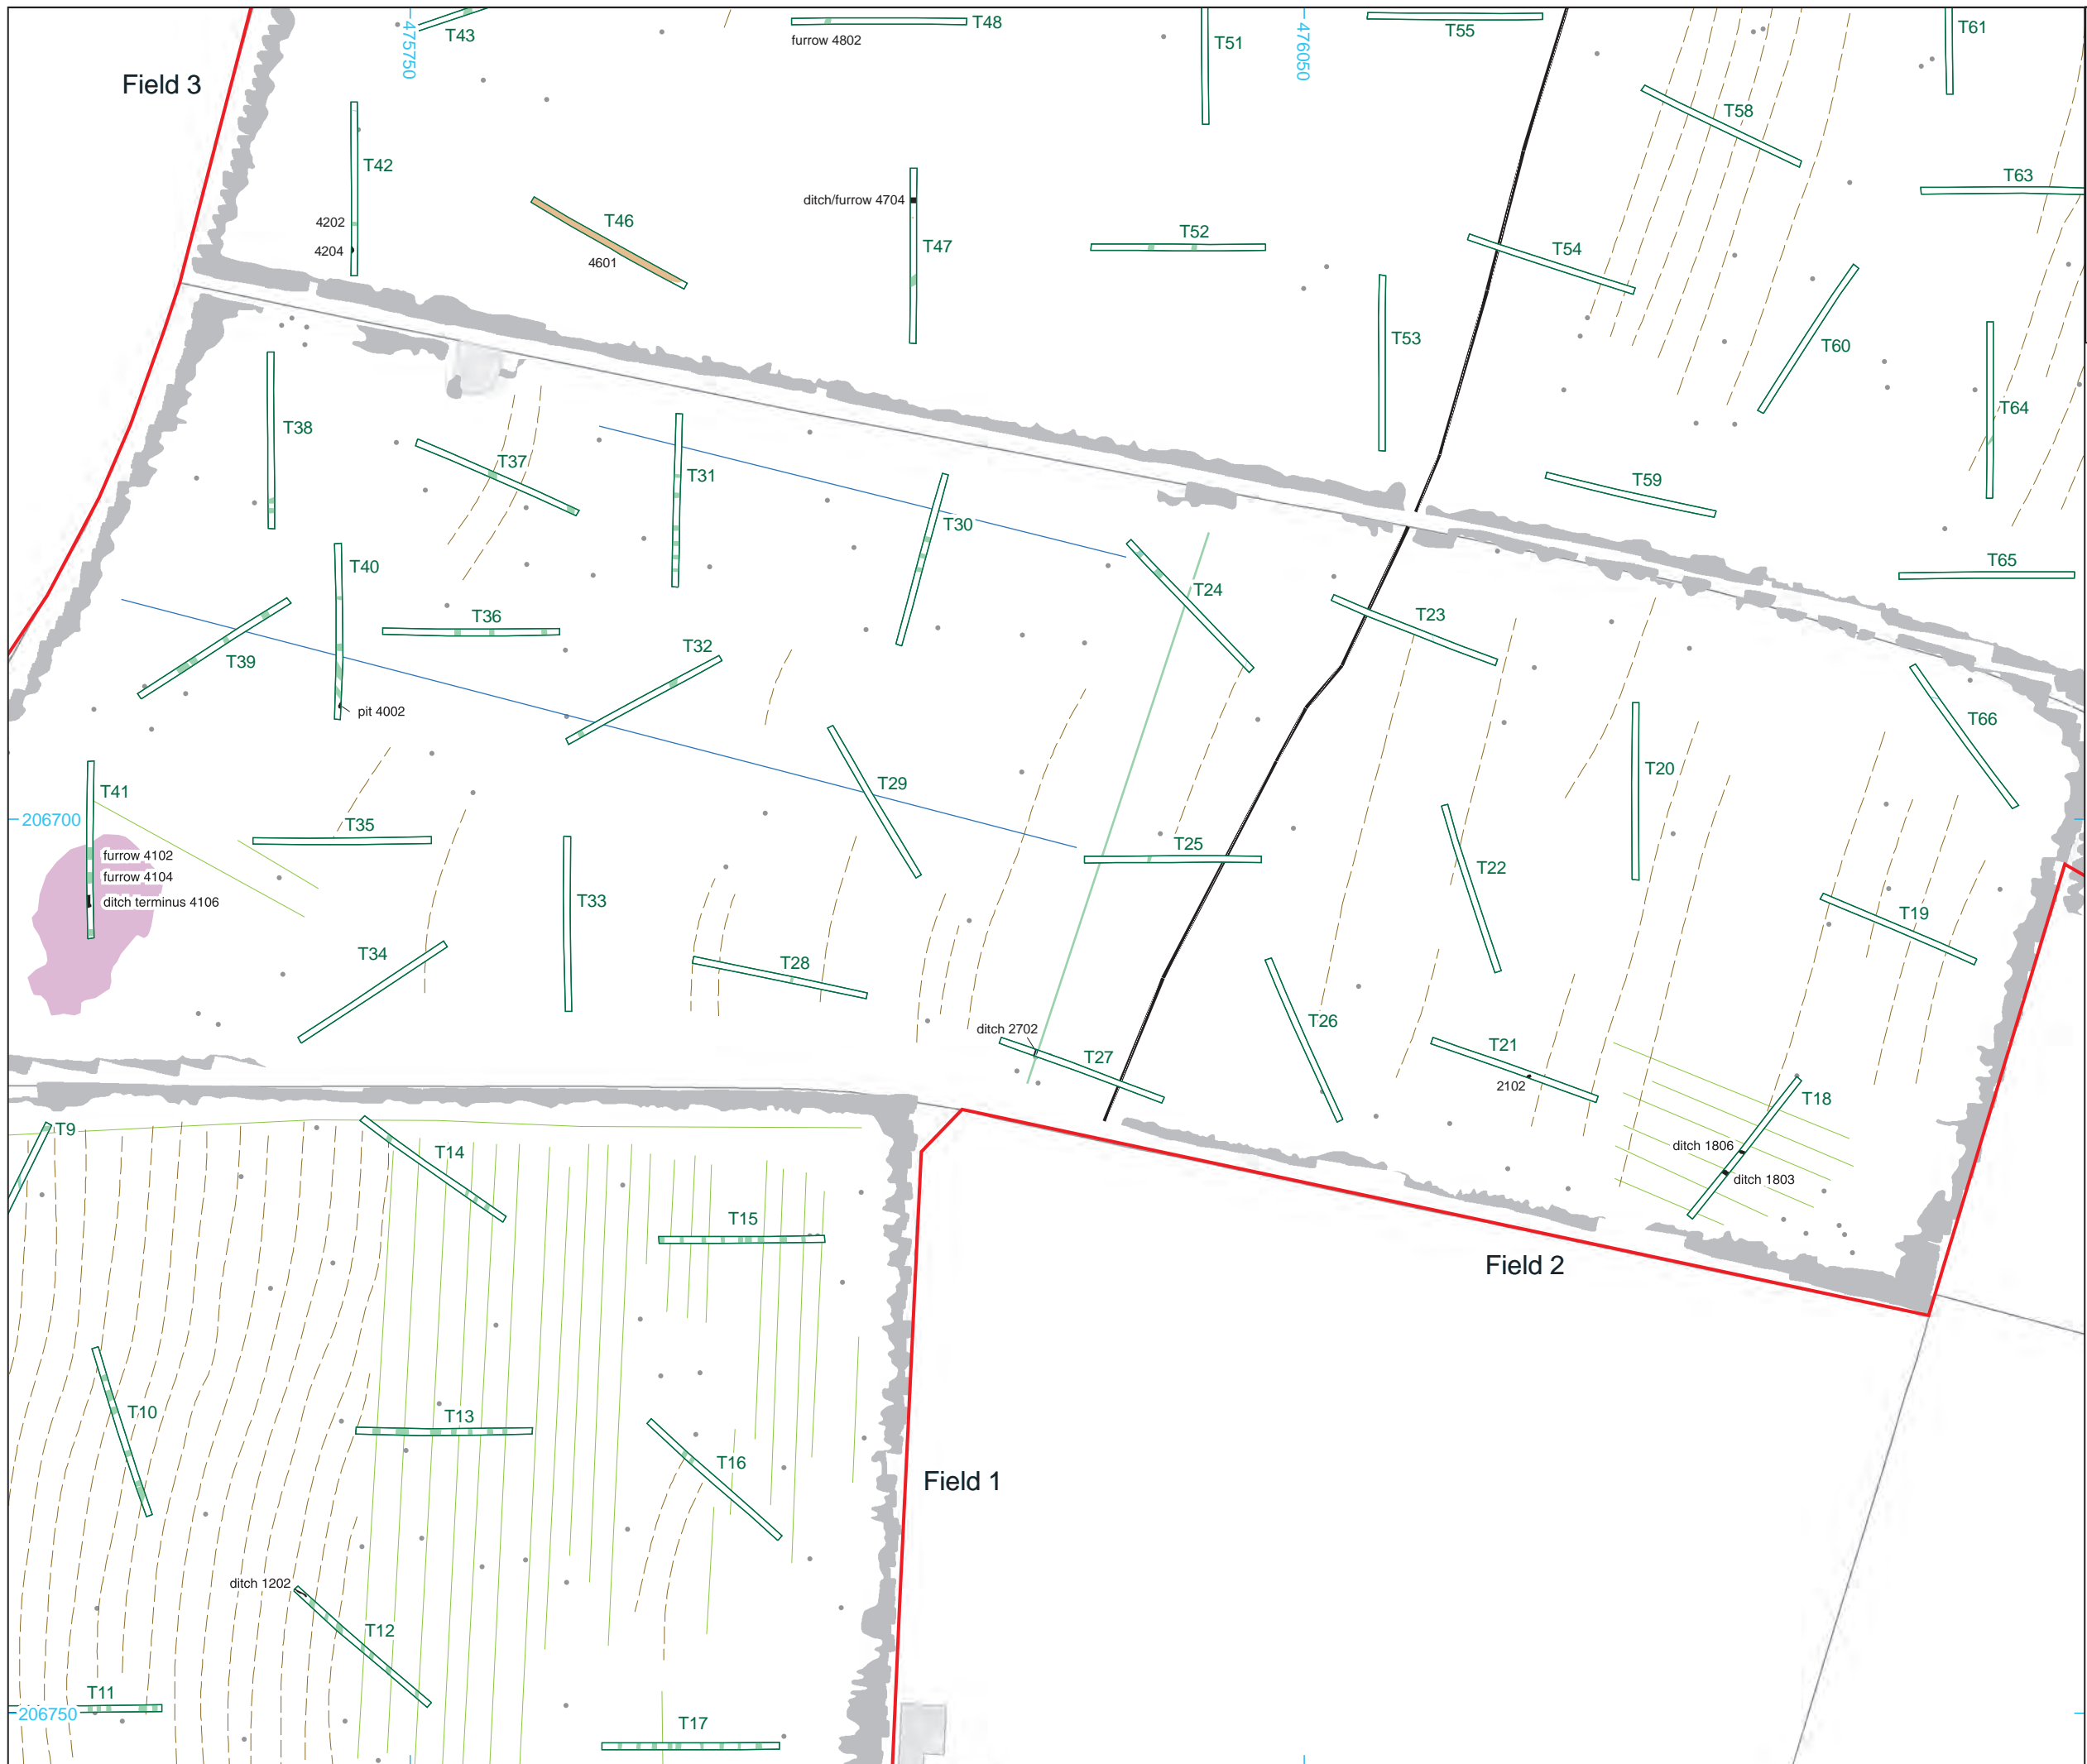 T43
475750
T48
furrow 4802
T51
476050
T55
T61
Field 3
T58
T42
T63
4202
4204
T46
4601
ditch/furrow 4704
T47
T52
T54
T53
T60
T64
T38
T37
T31
T59
T30
T65
T40
T24
T23
T36
T39
T32
pit 4002
T66
T20
T29
T41
206700
T35
T25
furrow 4102
furrow 4104
ditch terminus 4106
T22
T33
T19
T34
T28
T26
ditch 2702
T27
T21
2102
T18
T9
T14
ditch 1806
ditch 1803
T15
Field 2
T10
T13
T16
Field 1
ditch 1202
T12
T11
206750
T17